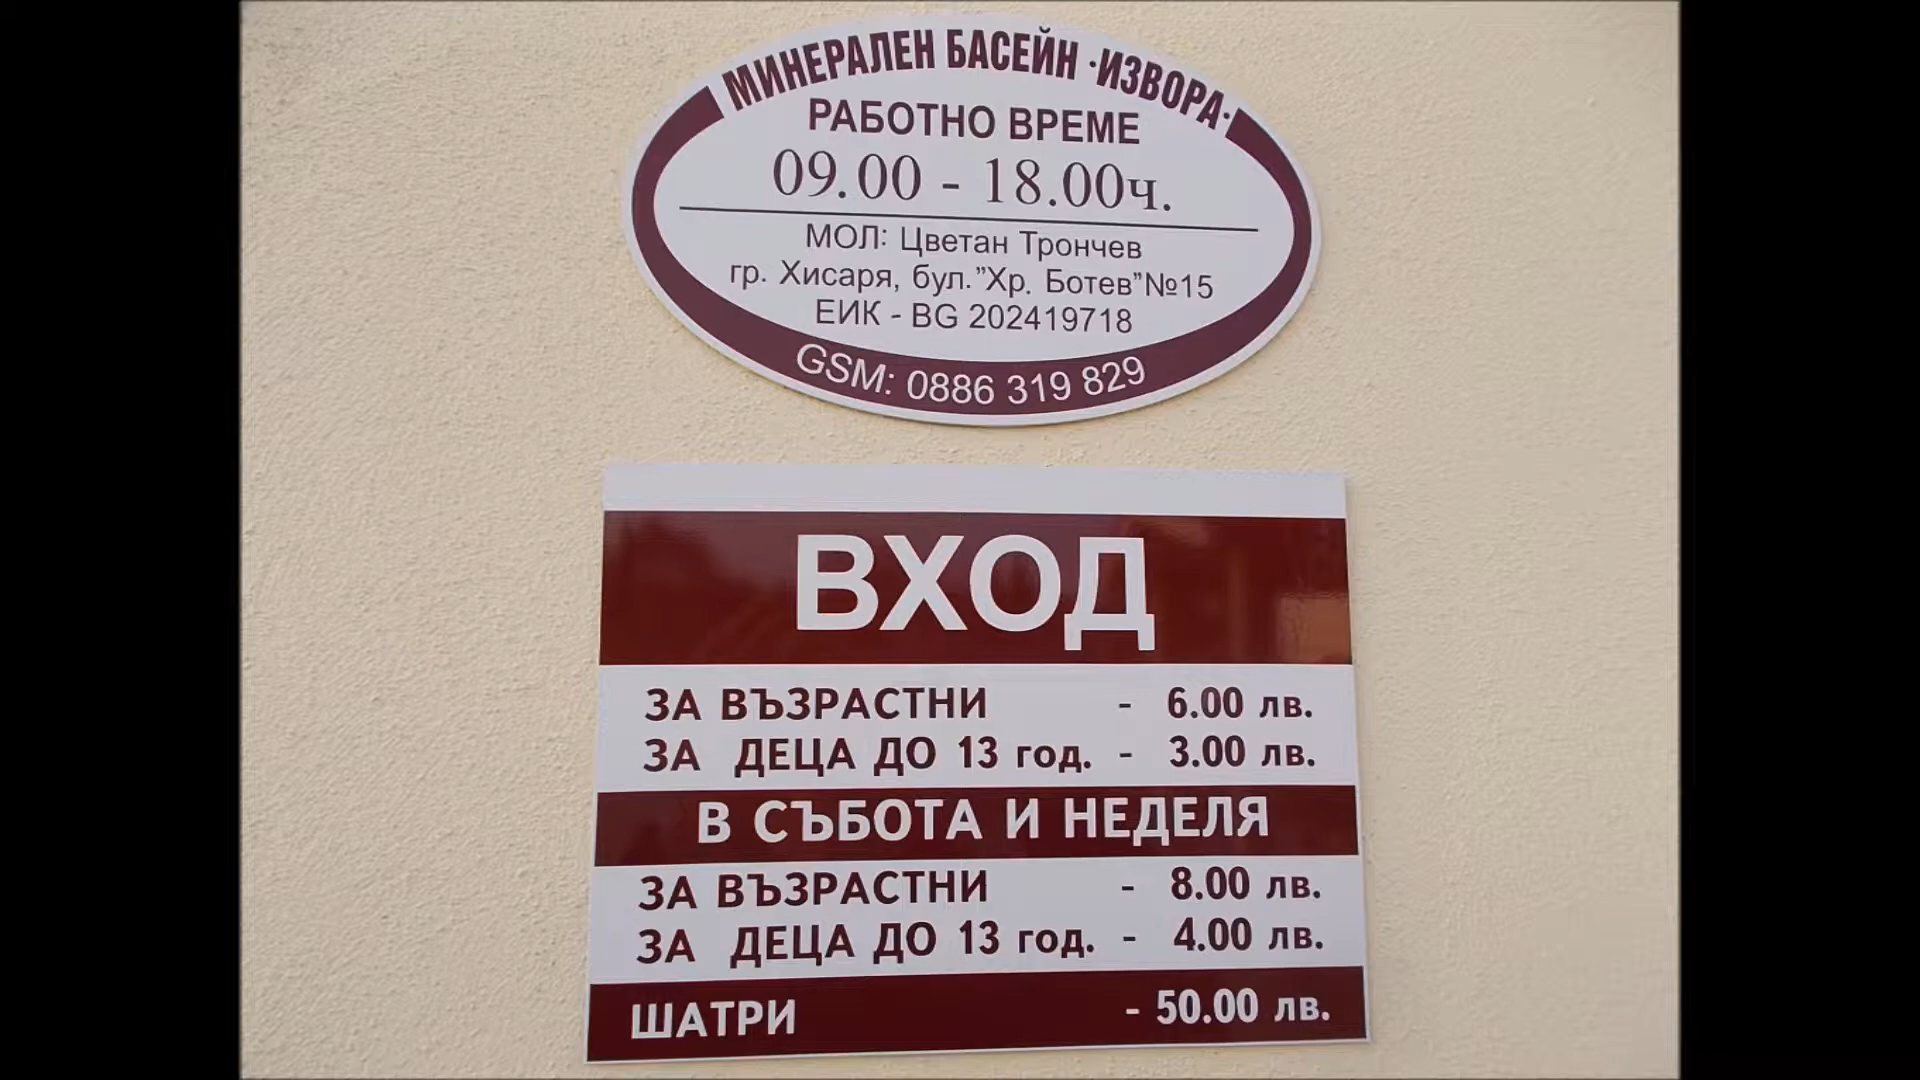 МИНЕРАЛЕН БАСЕЙН ·ИЗВОРА·
РАБОТНО ВРЕМЕ
09.00 - 18.00ч.
МОЛ: Цветан Трончев
гр. Хисаря, бул."Хр. Ботев"№15
ЕИК - BG 202419718
GSM: 0886 319 829
ВХОД
ЗА ВЪЗРАСТНИ - 6.00 лв.
ЗА ДЕЦА ДО 13 год. - 3.00 лв.
В СЪБОТА И НЕДЕЛЯ
ЗА ВЪЗРАСТНИ - 8.00 лв.
ЗА ДЕЦА ДО 13 год. - 4.00 лв.
ШАТРИ - 50.00 лв.